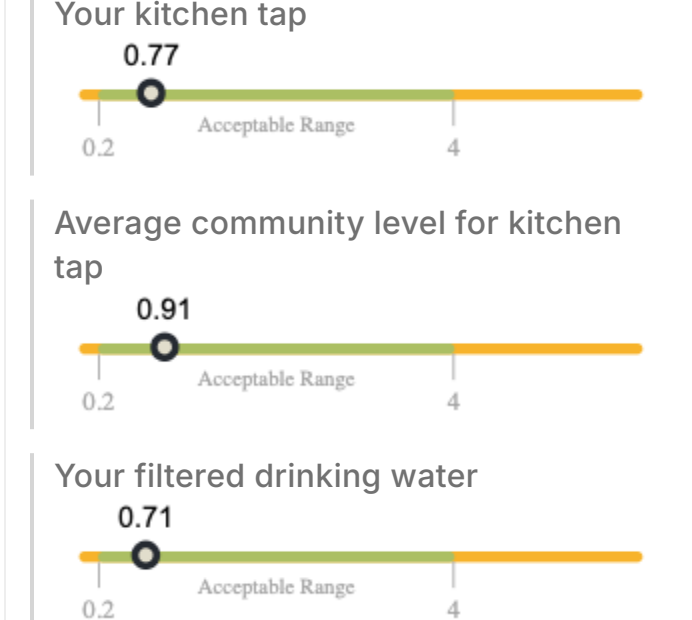 Your kitchen tap
0.77
Acceptable Range
0.2 4
Average community level for kitchen
tap
0.91
Acceptable Range
0.2 4
Your filtered drinking water
0.71
Acceptable Range
0.2 4